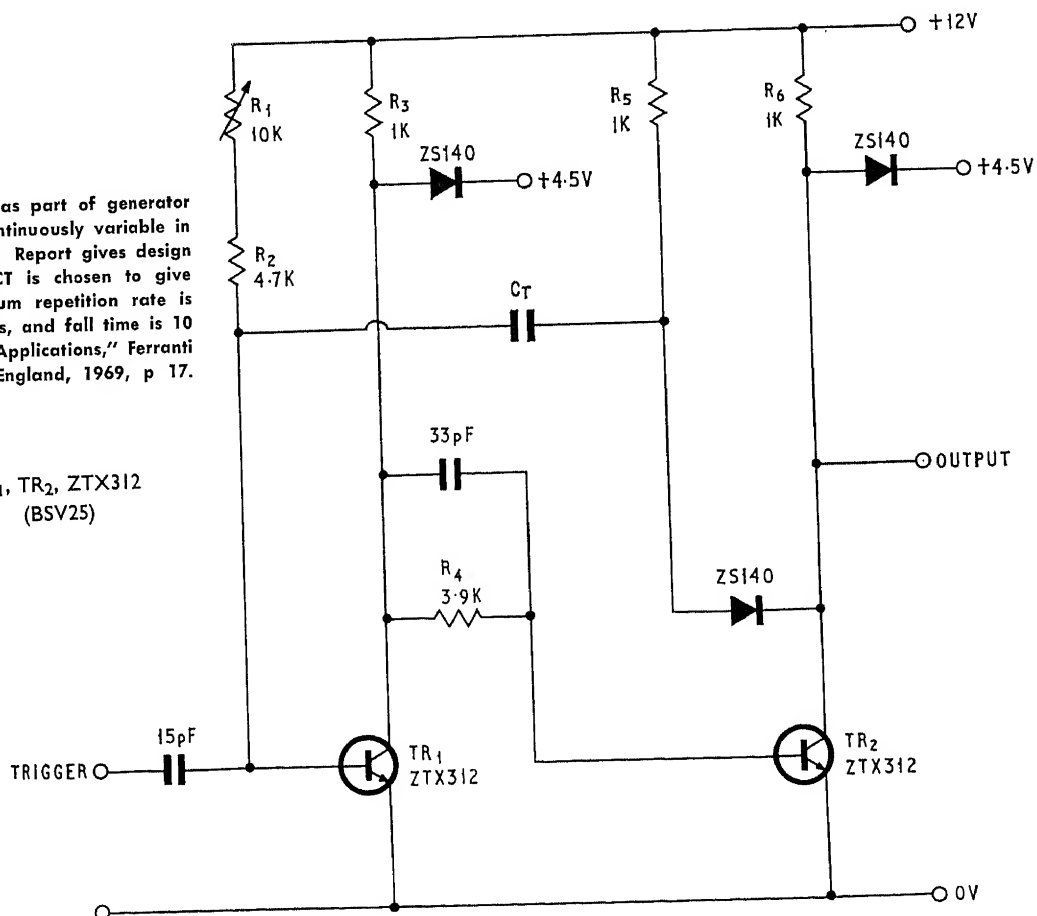 +12V
R1
10K
R3
1K
R5
1K
R6
1K
ZS140
+4·5V
ZS140
+4·5V
as part of generator
ntinuously variable in
Report gives design
CT is chosen to give
um repetition rate is
s, and fall time is 10
Applications," Ferranti
England, 1969, p 17.
R2
4.7K
CT
33pF
OUTPUT
, TR2, ZTX312
(BSV25)
R4
3·9K
ZS140
15pF
TRIGGER
TR1
ZTX312
TR2
ZTX312
0V